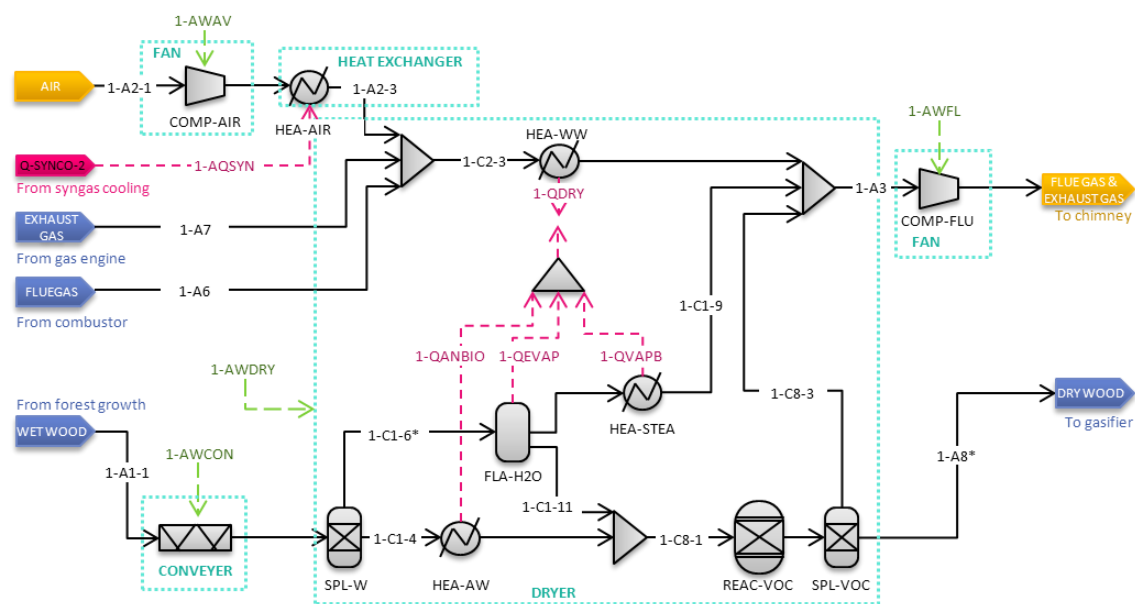 1-AWAV
FAN
HEAT EXCHANGER
AIR
1-A2-1
1-A2-3
COMP-AIR
HEA-AIR
HEA-WW
1-AWFL
Q-SYNCO-2
1-AQSYN
From syngas cooling
1-C2-3
1-QDRY
1-A3
FLUE GAS &
EXHAUST GAS
To chimney
COMP-FLU
FAN
EXHAUST
GAS
1-A7
From gas engine
FLUEGAS
1-A6
From combustor
1-C1-9
1-QANBIO
1-QEVAP
1-QVAPB
1-AWDRY
From forest growth
WET WOOD
1-C8-3
DRY WOOD
To gasifier
HEA-STEA
1-C1-6*
FLA-H2O
1-A1-1
1-AWCON
1-A8*
1-C1-11
1-C1-4
1-C8-1
CONVEYER
SPL-W
HEA-AW
DRYER
REAC-VOC
SPL-VOC